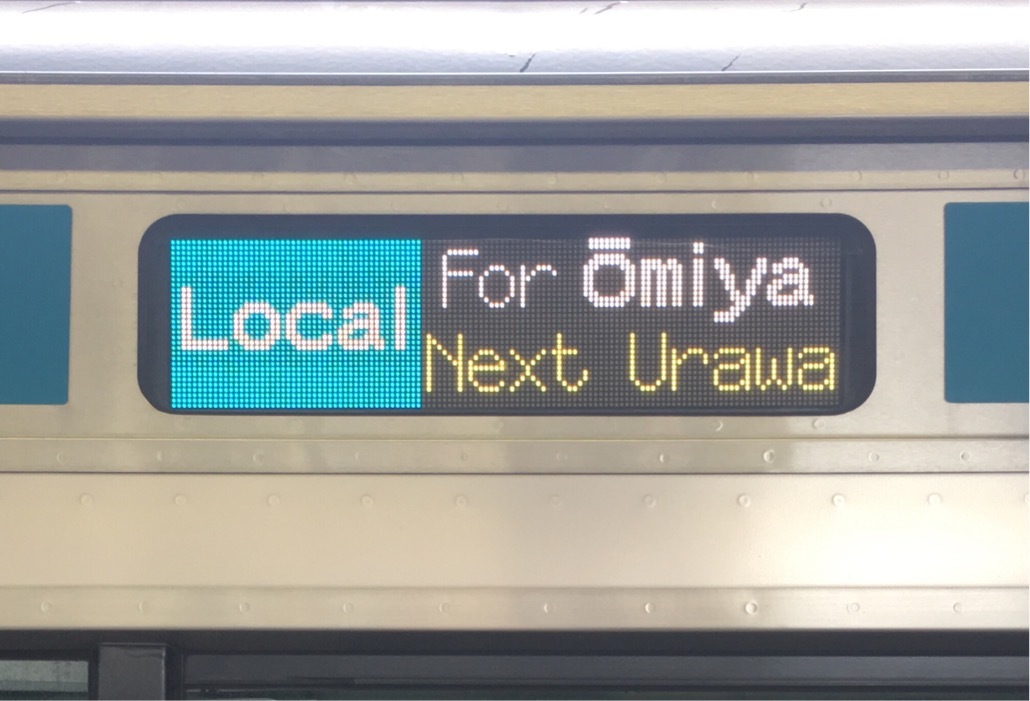 Local
For Ōmiya
Next Urawa